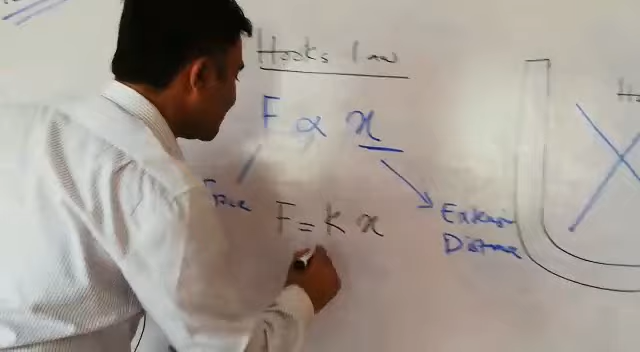 Hooks law
F ∝ x
Force
F = k x
Extension
Distance